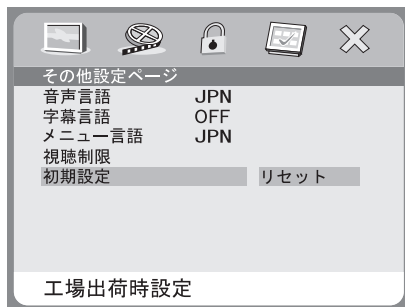 その他設定ページ
音声言語 JPN
字幕言語 OFF
メニュー言語 JPN
視聴制限
初期設定 リセット
工場出荷時設定